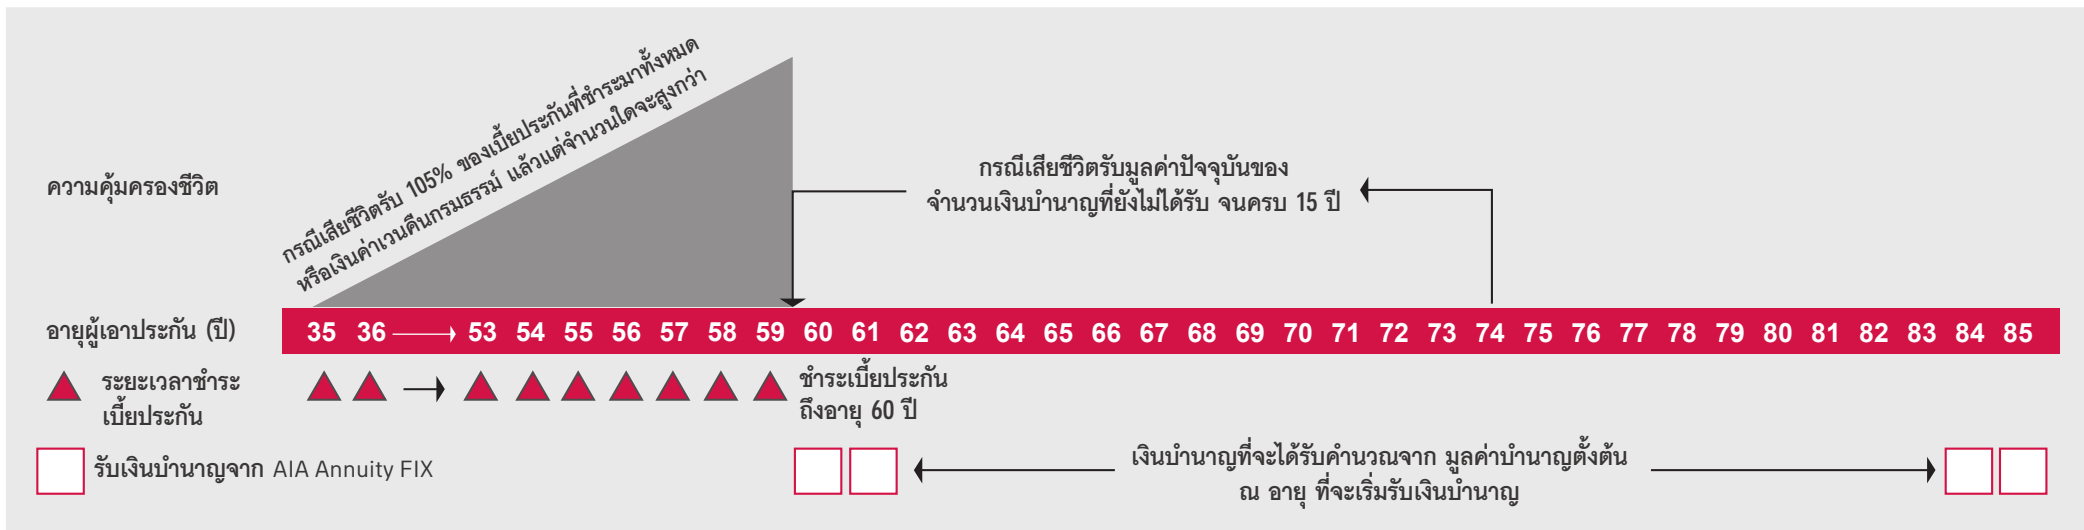 กรณีเสียชีวิตรับ 105% ของเบี้ยประกันที่ชำระมาทั้งหมด
หรือเงินค่าเวนคืนกรมธรรม์ แล้วแต่จำนวนใดจะสูงกว่า
ความคุ้มครองชีวิต
กรณีเสียชีวิตรับมูลค่าปัจจุบันของ
จำนวนเงินบำนาญที่ยังไม่ได้รับ จนครบ 15 ปี
อายุผู้เอาประกัน (ปี) 35 36 53 54 55 56 57 58 59 60 61 62 63 64 65 66 67 68 69 70 71 72 73 74 75 76 77 78 79 80 81 82 83 84 85
ระยะเวลาชำระ
เบี้ยประกัน
ชำระเบี้ยประกัน
ถึงอายุ 60 ปี
รับเงินบำนาญจาก AIA Annuity FIX
เงินบำนาญที่จะได้รับคำนวณจาก มูลค่าบำนาญตั้งต้น
ณ อายุ ที่จะเริ่มรับเงินบำนาญ